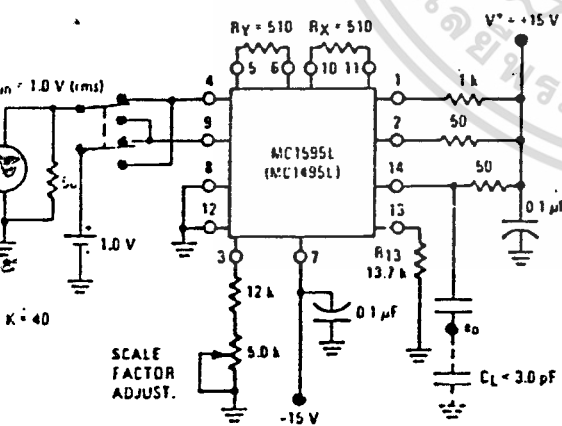 RY = 510 RX = 510
V+ = +15 V
in = 1.0 V (rms)
4
5
6
10
11
1
1 k
9
2
50
MC1595L
(MC1495L)
8
14
50
12
13
0.1 µF
1.0 V
3
7
R13
13.7 k
K = 40
12 k
0.1 µF
eo
SCALE
FACTOR
ADJUST.
5.0 k
CL < 3.0 pF
-15 V